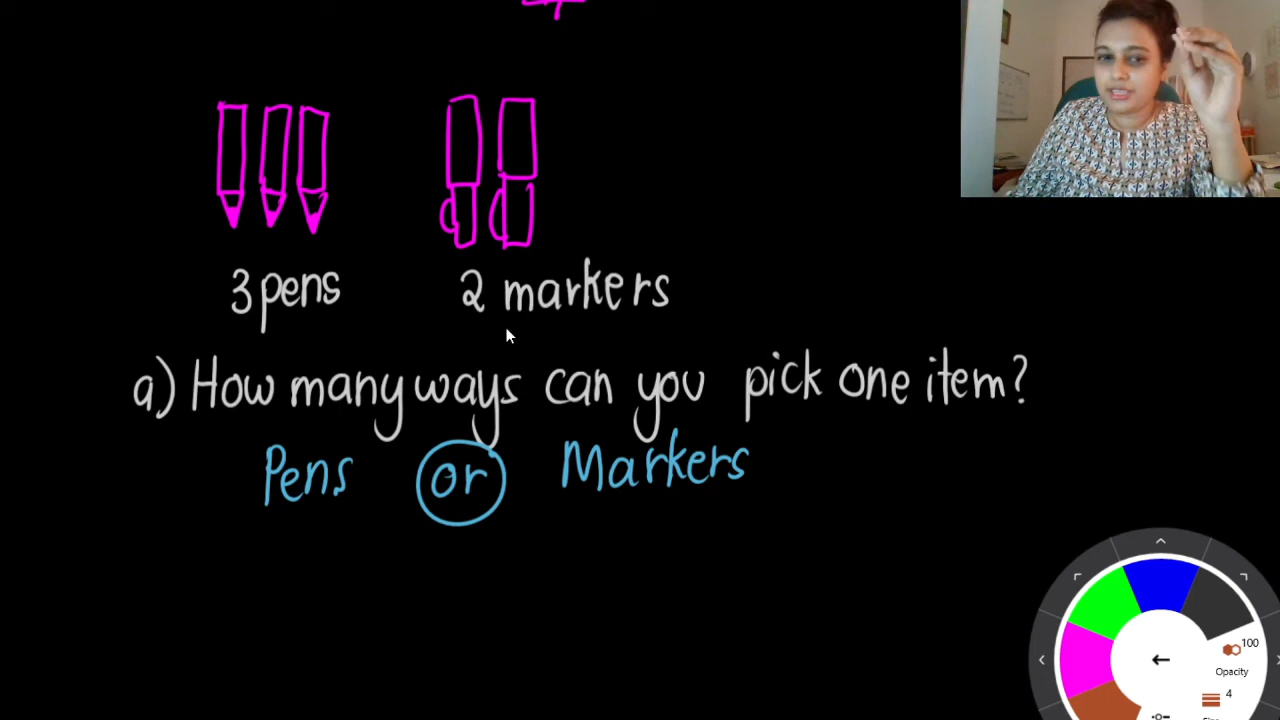 3 pens 2 markers
a) How many ways can you pick one item?
Pens or Markers
100
Opacity
4